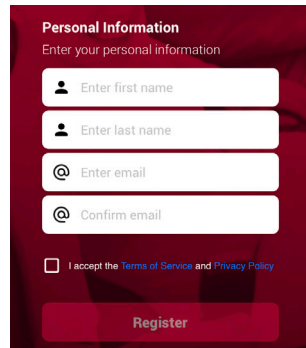 Personal Information
Enter your personal information
Enter first name
Enter last name
Enter email
Confirm email
I accept the Terms of Service and Privacy Policy
Register